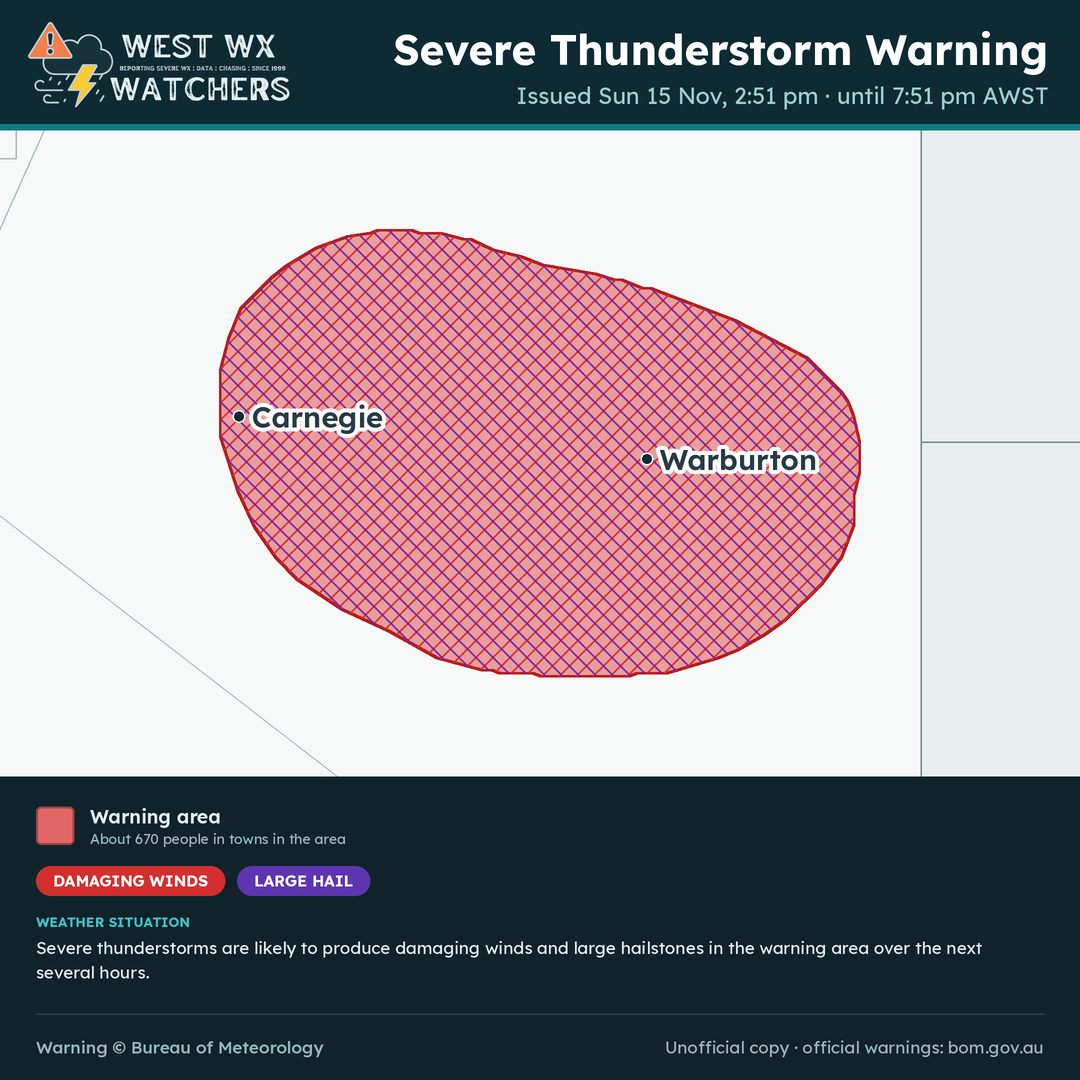 WEST WX
REPORTING SEVERE WX : DATA : CHASING : SINCE 1999
WATCHERS
Severe Thunderstorm Warning
Issued Sun 15 Nov, 2:51 pm · until 7:51 pm AWST
Carnegie
Warburton
Warning area
About 670 people in towns in the area
DAMAGING WINDS
LARGE HAIL
WEATHER SITUATION
Severe thunderstorms are likely to produce damaging winds and large hailstones in the warning area over the next
several hours.
Warning © Bureau of Meteorology
Unofficial copy · official warnings: bom.gov.au